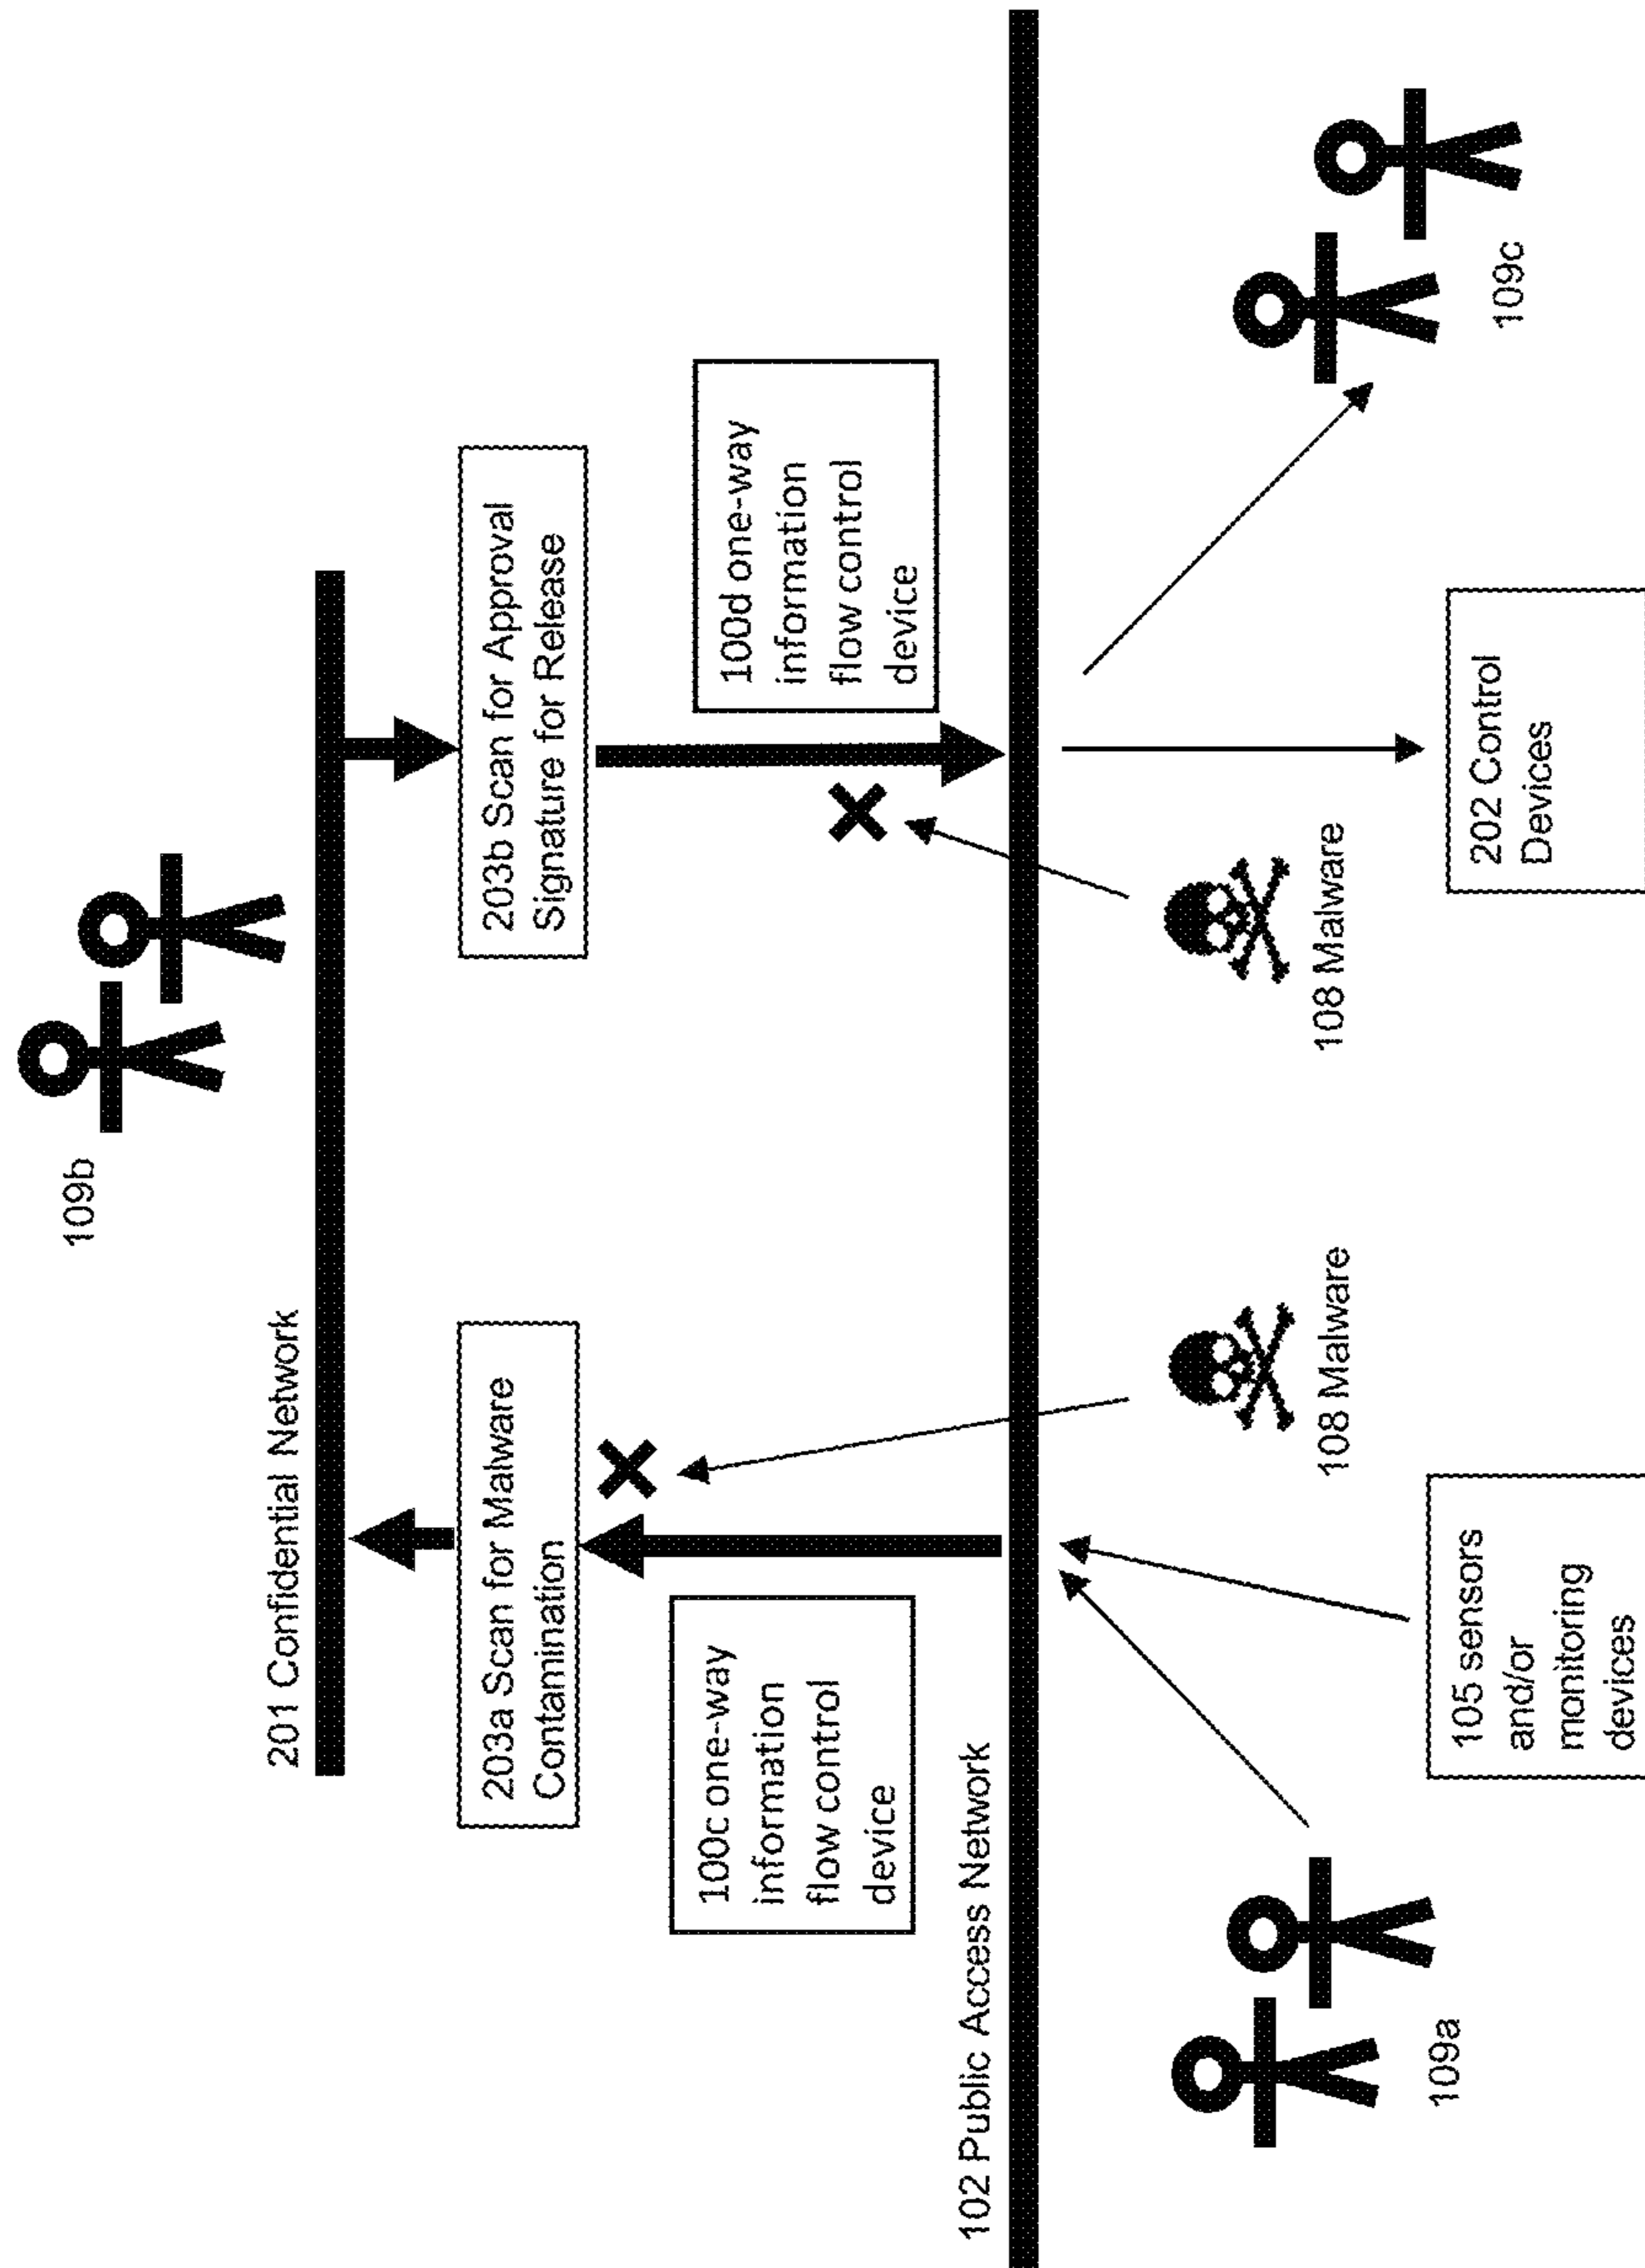 109b
201 Confidential Network
203a Scan for Malware
Contamination
203b Scan for Approval
Signature for Release
100c one-way
information
flow control
device
100d one-way
information
flow control
device
102 Public Access Network
109a
105 sensors
and/or
monitoring
devices
108 Malware
108 Malware
202 Control
Devices
109c